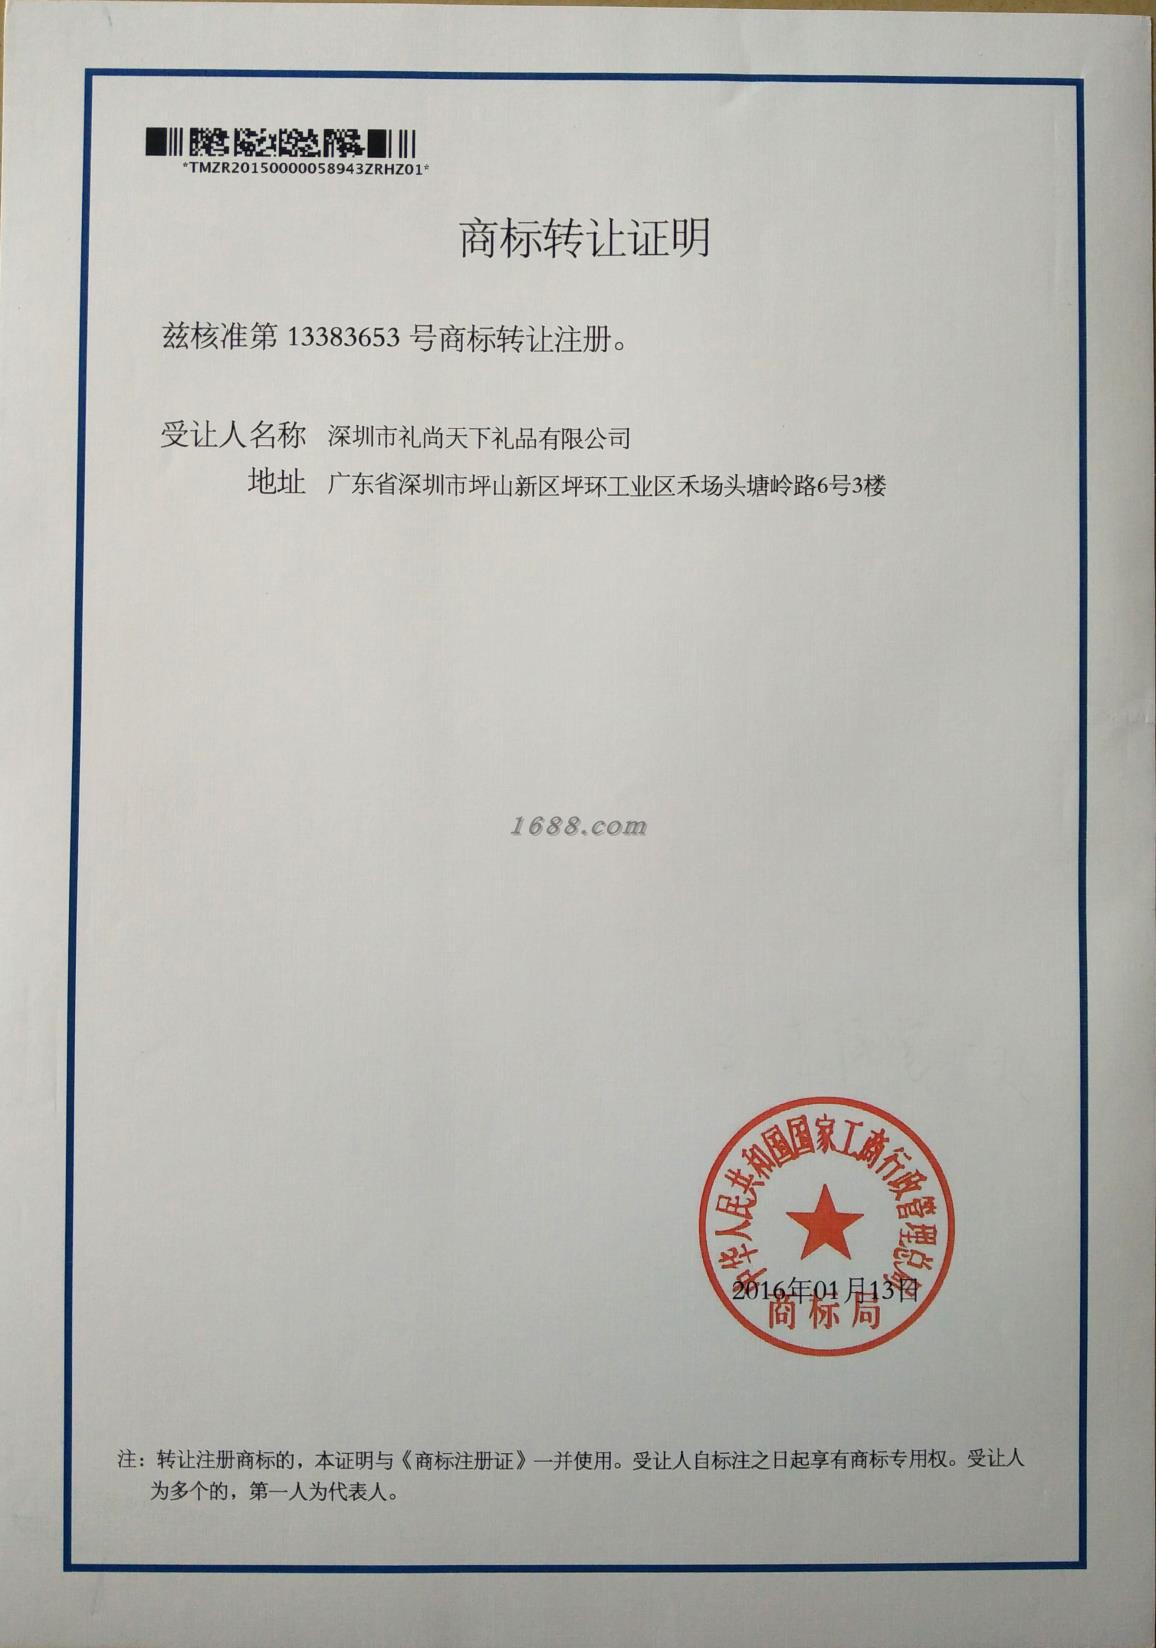 *TMZR20150000058943ZRHZ01*
商标转让证明
兹核准第 13383653 号商标转让注册。
受让人名称 深圳市礼尚天下礼品有限公司
地址 广东省深圳市坪山新区坪环工业区禾场头塘岭路6号3楼
1688.com
中华人民共和国国家工商行政管理总局
2016年01月13日
商标局
注：转让注册商标的，本证明与《商标注册证》一并使用。受让人自标注之日起享有商标专用权。受让人
为多个的，第一人为代表人。